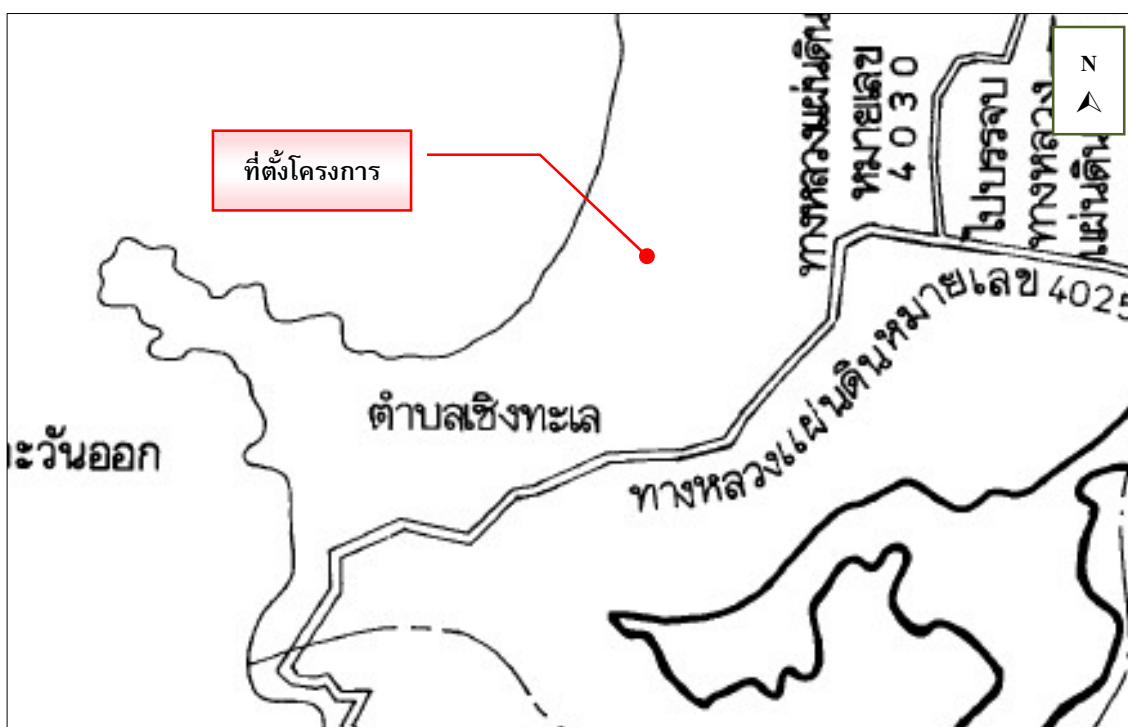 ทางหลวงแผ่นดิน
หมายเลข
4030
ไปบรรจบ
ทางหลวง
แผ่นดิน
N
ที่ตั้งโครงการ
ทางหลวงแผ่นดินหมายเลข 4025
ตำบลเชิงทะเล
ะวันออก